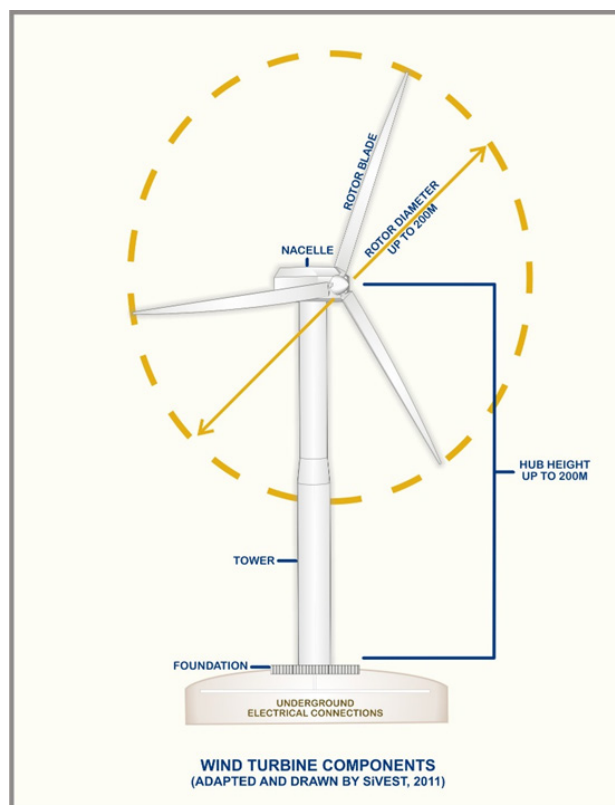 ROTOR BLADE
ROTOR DIAMETER
UP TO 200M
NACELLE
HUB HEIGHT
UP TO 200M
TOWER
FOUNDATION
UNDERGROUND
ELECTRICAL CONNECTIONS
WIND TURBINE COMPONENTS
(ADAPTED AND DRAWN BY SiVEST, 2011)